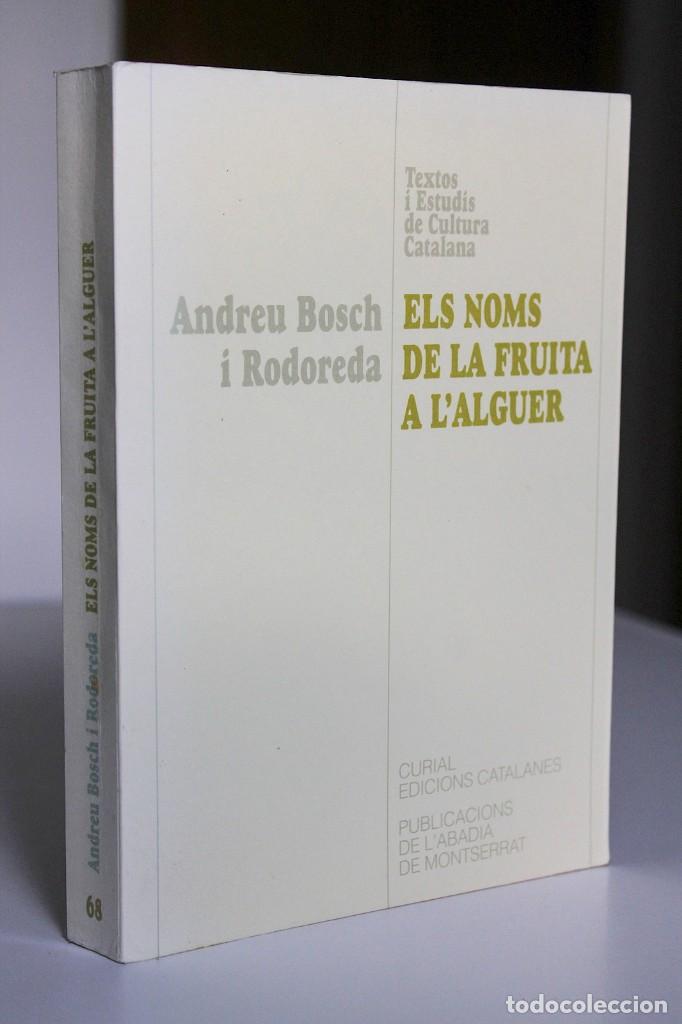 Textos
i Estudis
de Cultura
Catalana
Andreu Bosch
i Rodoreda
ELS NOMS
DE LA FRUITA
A L'ALGUER
CURIAL
EDICIONS CATALANES
PUBLICACIONS
DE L'ABADIA
DE MONTSERRAT
68 Andreu Bosch i Rodoreda ELS NOMS DE LA FRUITA A L'ALGUER
todocoleccion